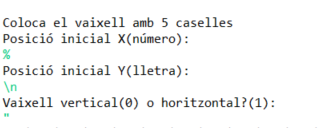 Coloca el vaixell amb 5 caselles
Posició inicial X(número):
%
Posició inicial Y(lletra):
\n
Vaixell vertical(0) o horitzontal?(1):
"